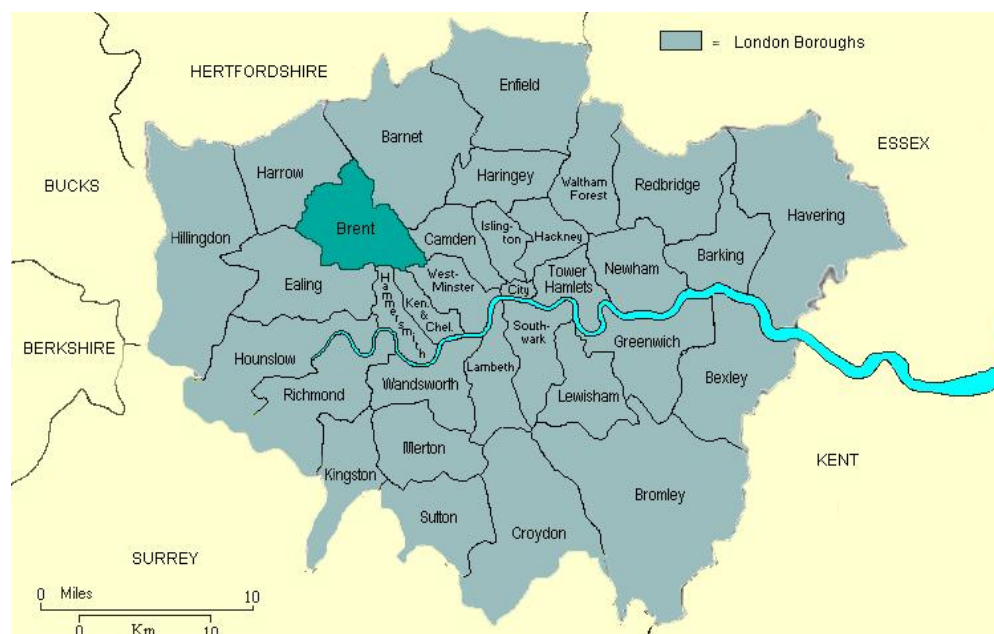 = London Boroughs
HERTFORDSHIRE
Enfield
Barnet
ESSEX
Harrow
Haringey
Waltham
Forest
Redbridge
BUCKS
Havering
Brent
Hillingdon
Camden
Isling-
ton
Hackney
Barking
Ealing
West-
Minster
Tower
Hamlets
Newham
Hammersmith
Ken.
&
Chel.
City
South-
wark
Greenwich
BERKSHIRE
Hounslow
Richmond
Wandsworth
Lambeth
Lewisham
Bexley
Merton
KENT
Kingston
Bromley
Sutton
Croydon
SURREY
0 Miles 10
0 Km 10